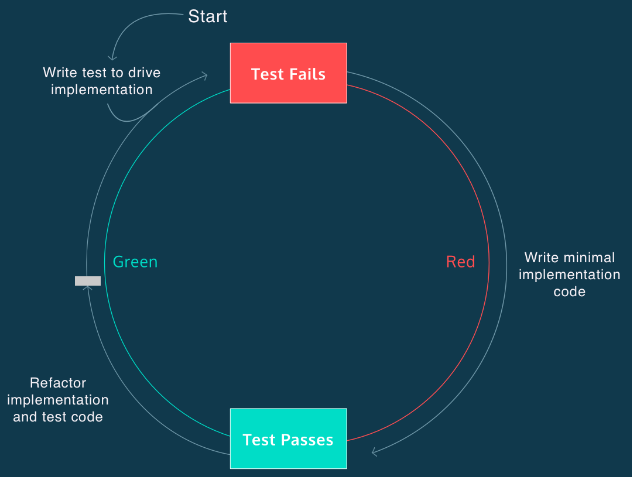 Start
Write test to drive
implementation
Test Fails
Green
Red
Write minimal
implementation
code
Refactor
implementation
and test code
Test Passes